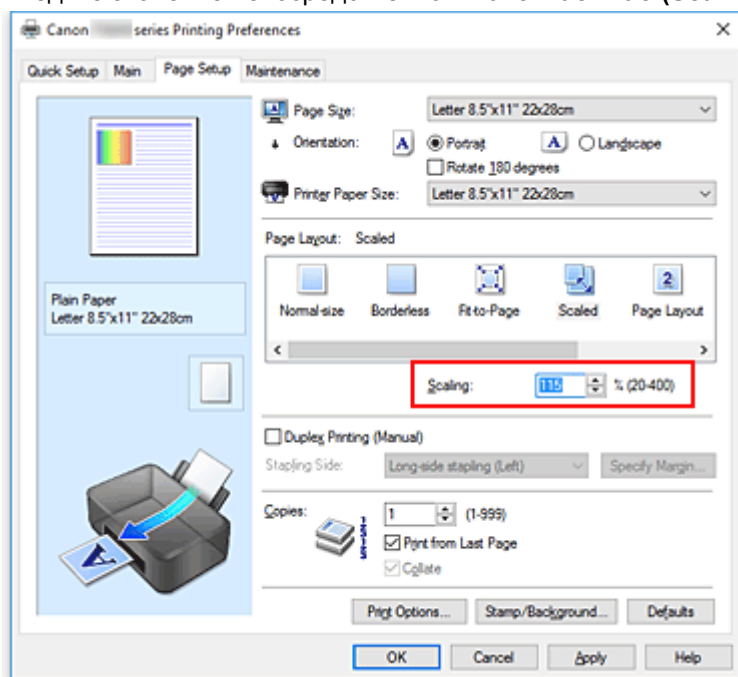 Canon series Printing Preferences
Quick Setup Main Page Setup Maintenance
Page Size: Letter 8.5"x11" 22x28cm
Orientation: A Portrait A Landscape
Rotate 180 degrees
Printer Paper Size: Letter 8.5"x11" 22x28cm
Page Layout: Scaled
Normal-size Borderless Fit-to-Page Scaled Page Layout
Plain Paper
Letter 8.5"x11" 22x28cm
Scaling: 115 % (20-400)
Duplex Printing (Manual)
Stapling Side: Long-side stapling (Left) Specify Margin...
Copies: 1 (1-999)
Print from Last Page
Collate
Print Options... Stamp/Background... Defaults
OK Cancel Apply Help